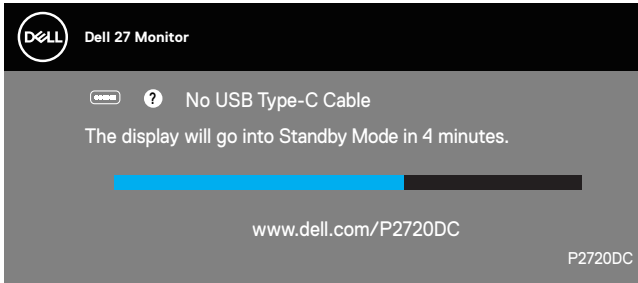 DELL
Dell 27 Monitor
? No USB Type-C Cable
The display will go into Standby Mode in 4 minutes.
www.dell.com/P2720DC
P2720DC